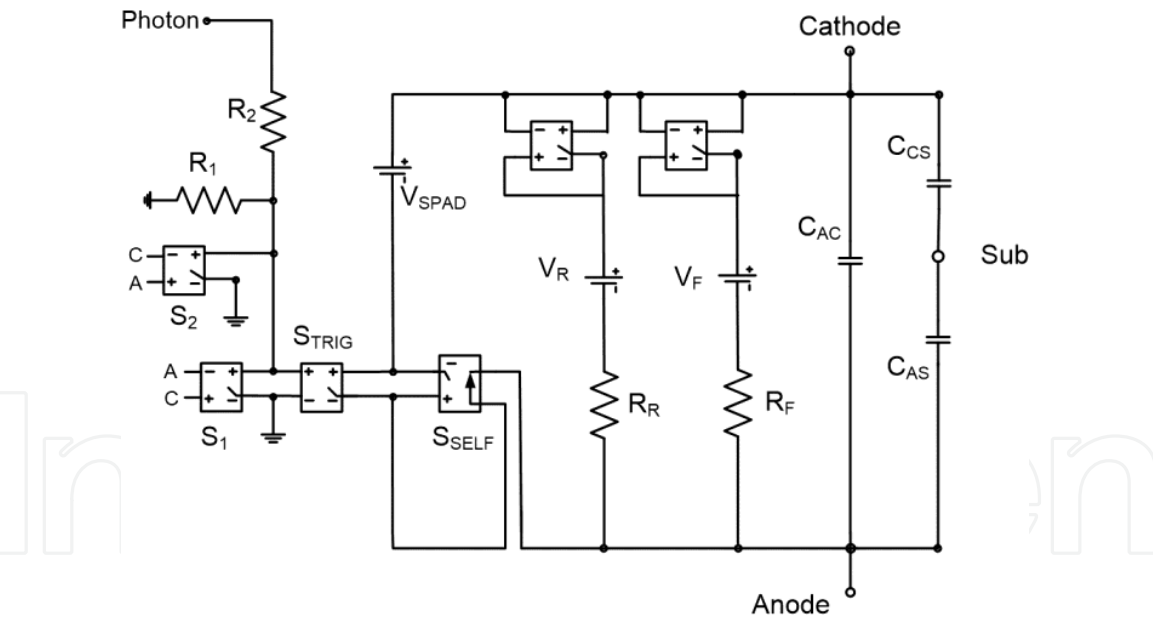 Photon
Cathode
R2
R1
CCS
VSPAD
CAC
C
A
S2
VR
VF
Sub
STRIG
CAS
A
C
S1
SSELF
RR
RF
Anode